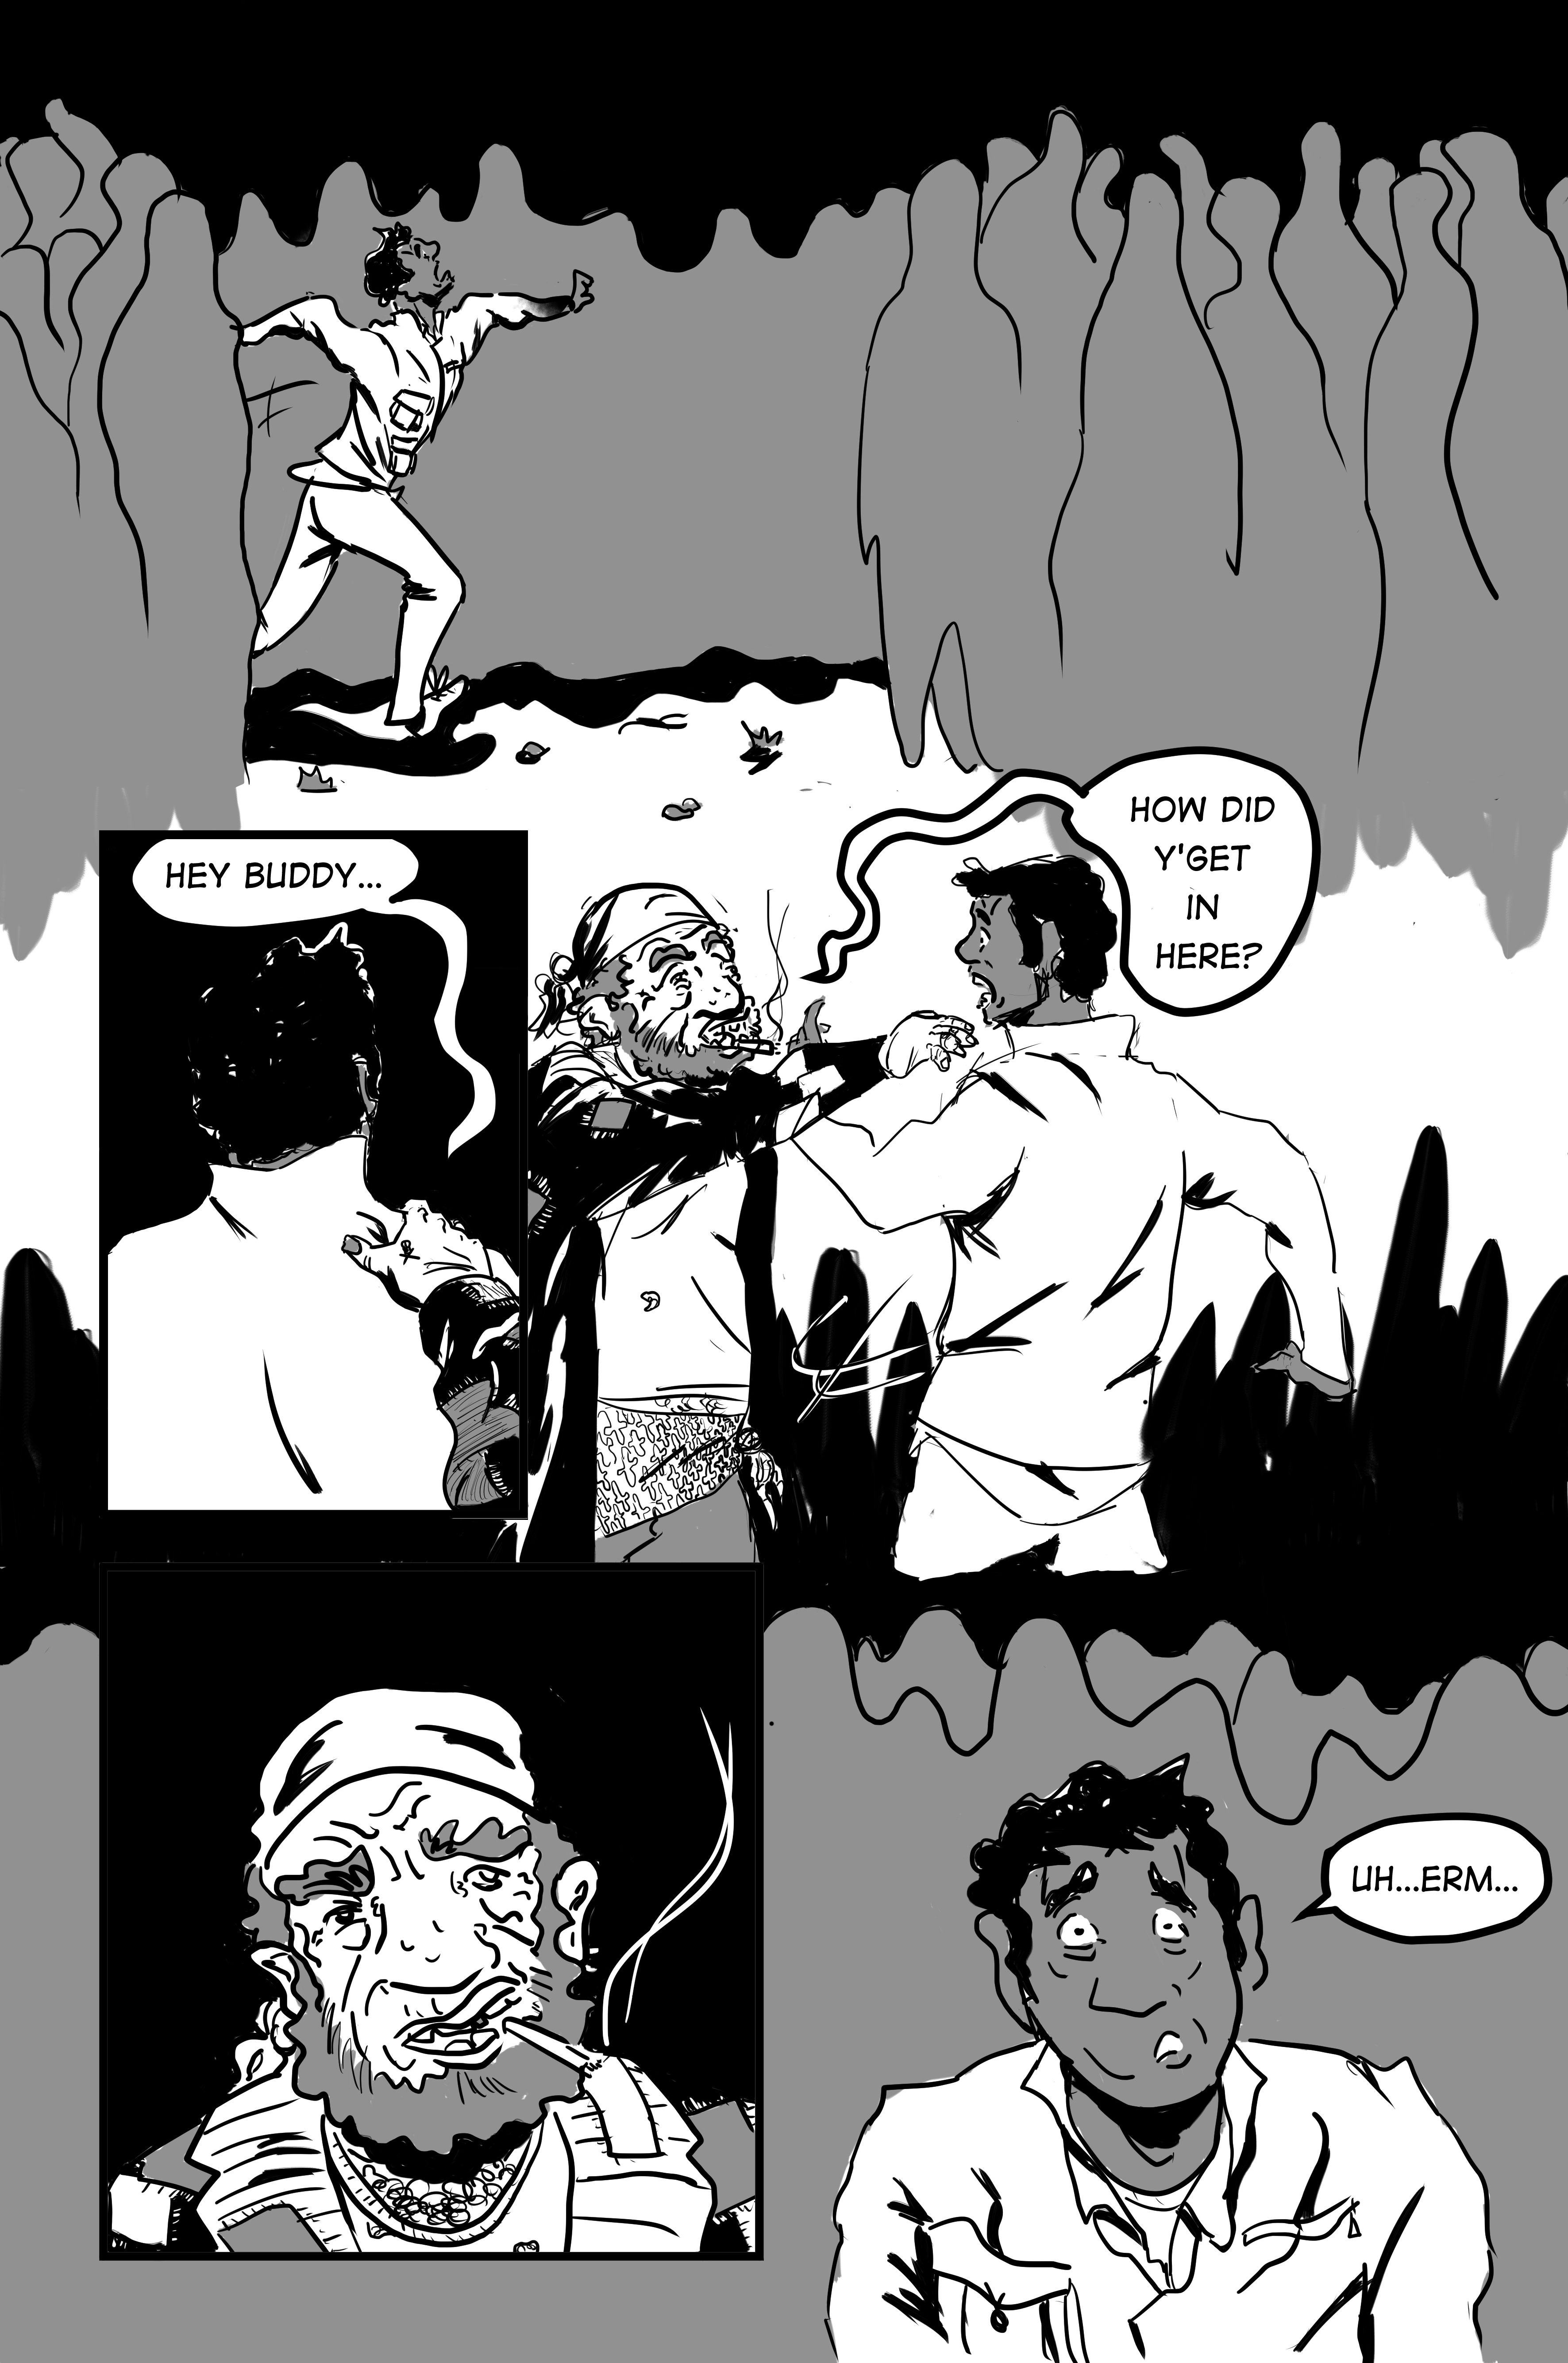 HEY BUDDY...
HOW DID
Y'GET
IN
HERE?
UH...ERM...